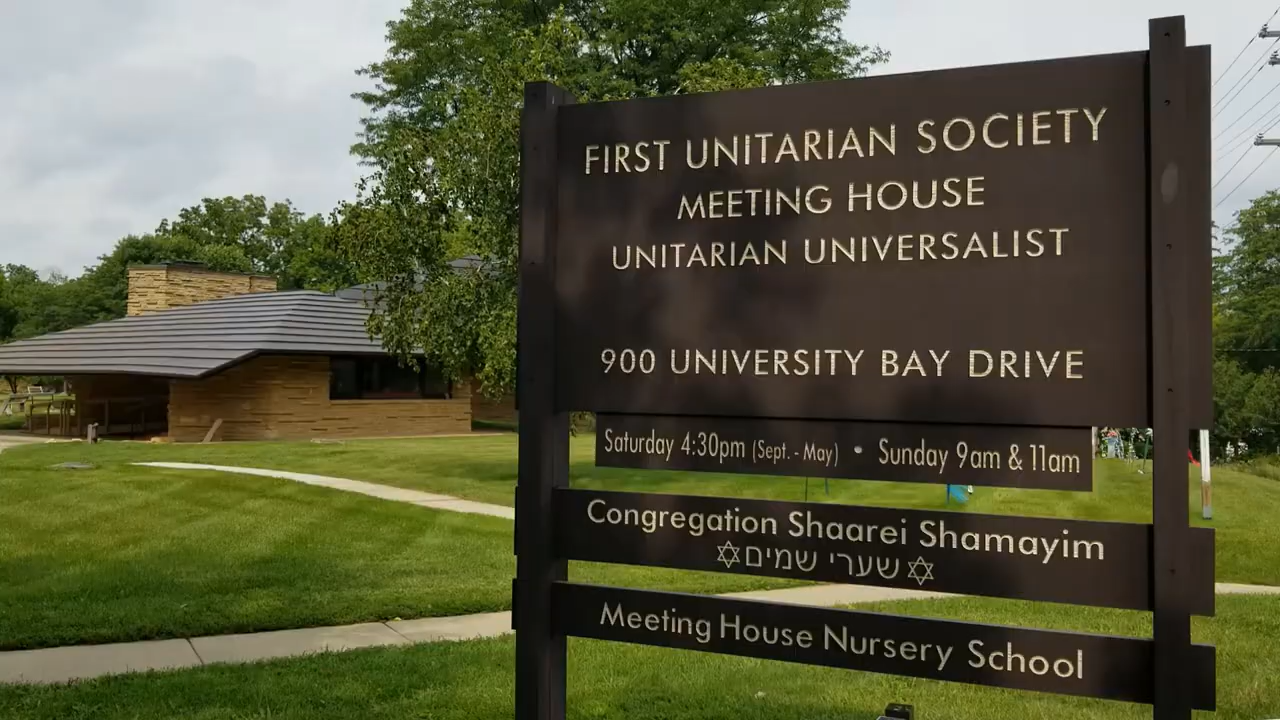 FIRST UNITARIAN SOCIETY
MEETING HOUSE
UNITARIAN UNIVERSALIST
900 UNIVERSITY BAY DRIVE
Saturday 4:30pm (Sept. - May) • Sunday 9am & 11am
Congregation Shaarei Shamayim
✡שערי שמים✡
Meeting House Nursery School